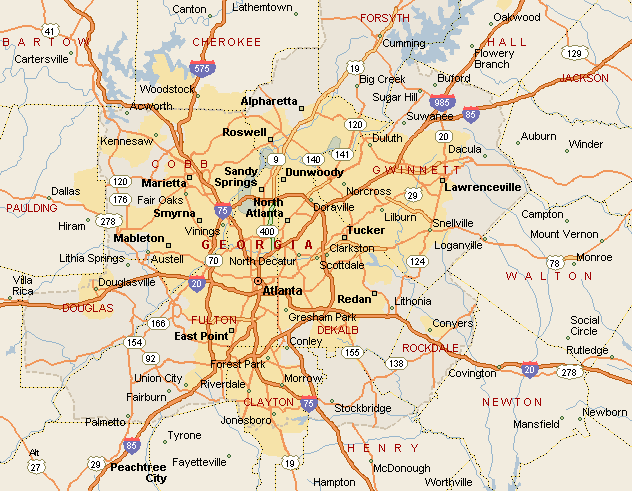 Canton
Lathemtown
FORSYTH
Oakwood
41
BARTOW
CHEROKEE
Cumming
HALL
Cartersville
Flowery
Branch
129
575
19
Big Creek
Buford
JACKSON
Woodstock
Acworth
Alpharetta
Sugar Hill
985
85
Suwanee
Kennesaw
Roswell
120
Duluth
20
Auburn
Dacula
Winder
COBB
9
140
141
GWINNETT
Sandy
Springs
Dunwoody
Marietta
120
Dallas
176
Fair Oaks
Norcross
29
Lawrenceville
PAULDING
278
Smyrna
75
North
Atlanta
Doraville
Lilburn
Campton
Hiram
Vinings
400
Tucker
Snellville
Mount Vernon
Mableton
GEORGIA
Clarkston
Loganville
Lithia Springs
Austell
70
North Decatur
Scottdale
124
78
Monroe
Villa
Rica
Douglasville
20
Atlanta
WALTON
DOUGLAS
Redan
Lithonia
166
FULTON
Gresham Park
Conyers
Social
Circle
East Point
DEKALB
154
Conley
ROCKDALE
Rutledge
92
155
138
Forest Park
Union City
Riverdale
Morrow
Covington
20
278
Fairburn
CLAYTON
75
Stockbridge
NEWTON
Newborn
Palmetto
Jonesboro
Mansfield
85
Tyrone
HENRY
Alt
27
29
Peachtree
City
Fayetteville
19
McDonough
Hampton
Worthville